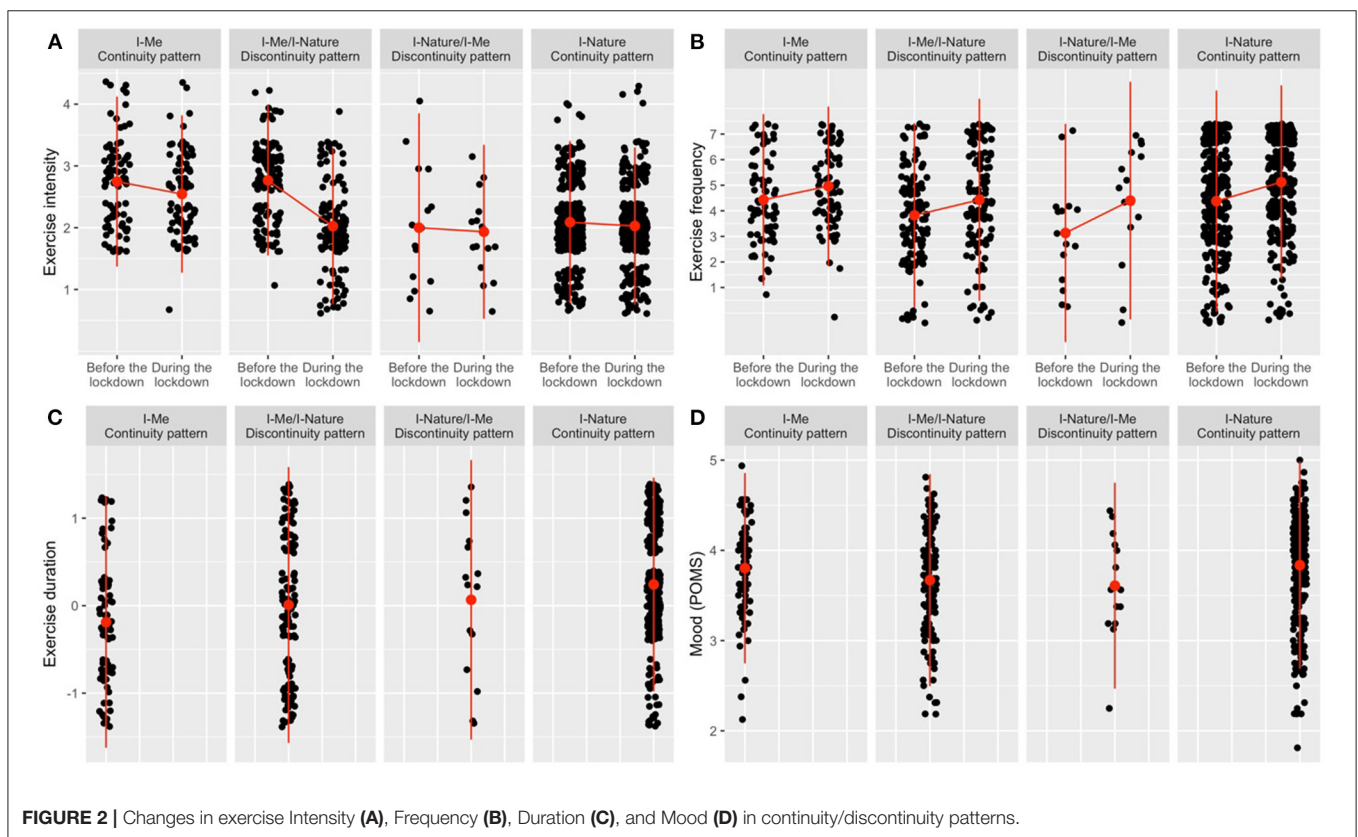 A
I-Me
Continuity pattern
I-Me/I-Nature
Discontinuity pattern
I-Nature/I-Me
Discontinuity pattern
I-Nature
Continuity pattern
Exercise intensity
4
3
2
1
Before the lockdown
During the lockdown
Before the lockdown
During the lockdown
Before the lockdown
During the lockdown
Before the lockdown
During the lockdown
B
I-Me
Continuity pattern
I-Me/I-Nature
Discontinuity pattern
I-Nature/I-Me
Discontinuity pattern
I-Nature
Continuity pattern
Exercise frequency
7
6
5
4
3
2
1
Before the lockdown
During the lockdown
Before the lockdown
During the lockdown
Before the lockdown
During the lockdown
Before the lockdown
During the lockdown
C
I-Me
Continuity pattern
I-Me/I-Nature
Discontinuity pattern
I-Nature/I-Me
Discontinuity pattern
I-Nature
Continuity pattern
Exercise duration
1
0
-1
D
I-Me
Continuity pattern
I-Me/I-Nature
Discontinuity pattern
I-Nature/I-Me
Discontinuity pattern
I-Nature
Continuity pattern
Mood (POMS)
5
4
3
2
FIGURE 2 | Changes in exercise Intensity (A), Frequency (B), Duration (C), and Mood (D) in continuity/discontinuity patterns.